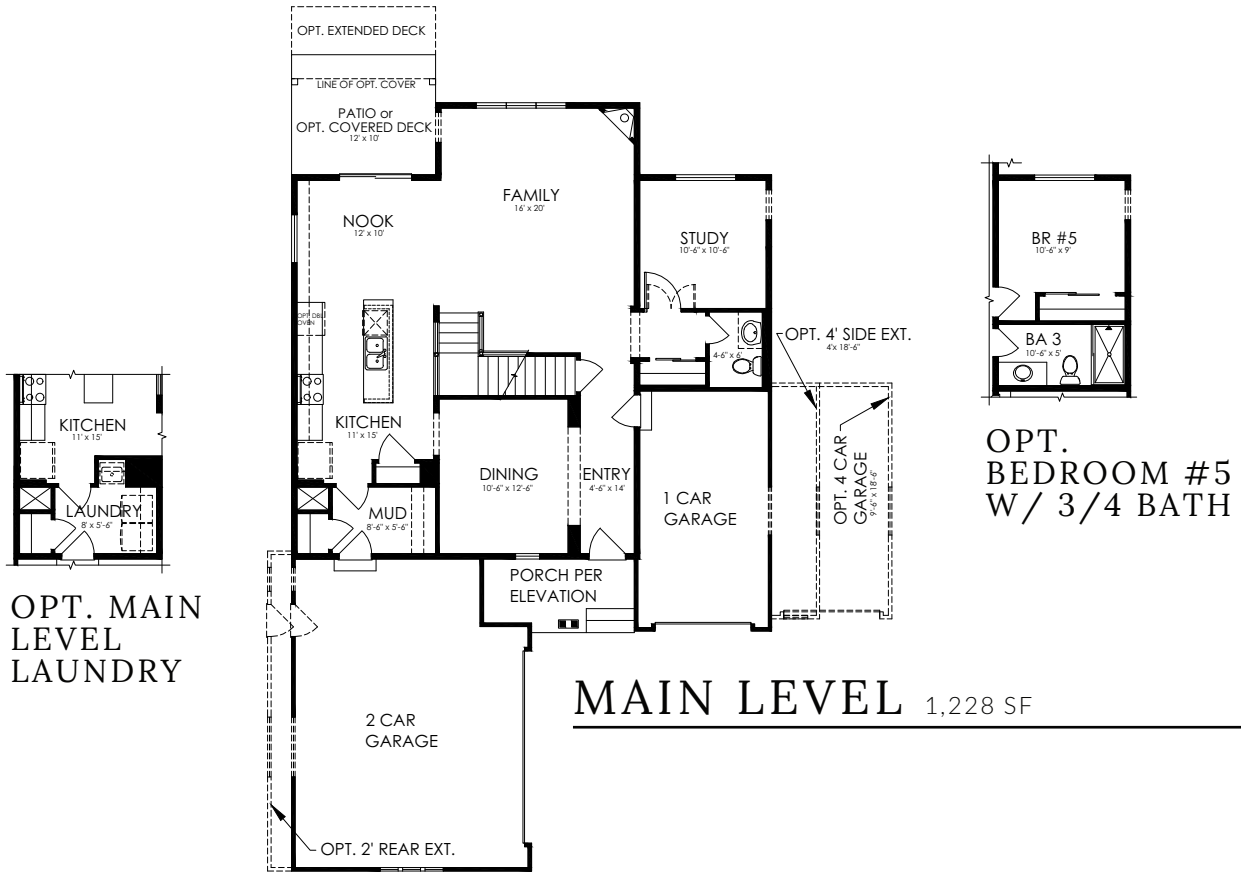 OPT. EXTENDED DECK
LINE OF OPT. COVER
PATIO or
OPT. COVERED DECK
12' x 10'
FAMILY
16' x 20'
NOOK
12' x 10'
STUDY
10'-6" x 10'-6"
OPT. DBL
OVEN
4'-6" x 6'
KITCHEN
11' x 15'
DINING
10'-6" x 12'-6"
ENTRY
4'-6" x 14'
MUD
8'-6" x 5'-6"
1 CAR
GARAGE
OPT. 4' SIDE EXT.
4'x 18'-6"
OPT. 4 CAR
GARAGE
9'-6" x 18'-6"
PORCH PER
ELEVATION
2 CAR
GARAGE
OPT. 2' REAR EXT.
KITCHEN
11' x 15'
LAUNDRY
8' x 5'-6"
OPT. MAIN
LEVEL
LAUNDRY
BR #5
10'-6" x 9'
BA 3
10'-6" x 5'
OPT.
BEDROOM #5
W/ 3/4 BATH
MAIN LEVEL 1,228 SF